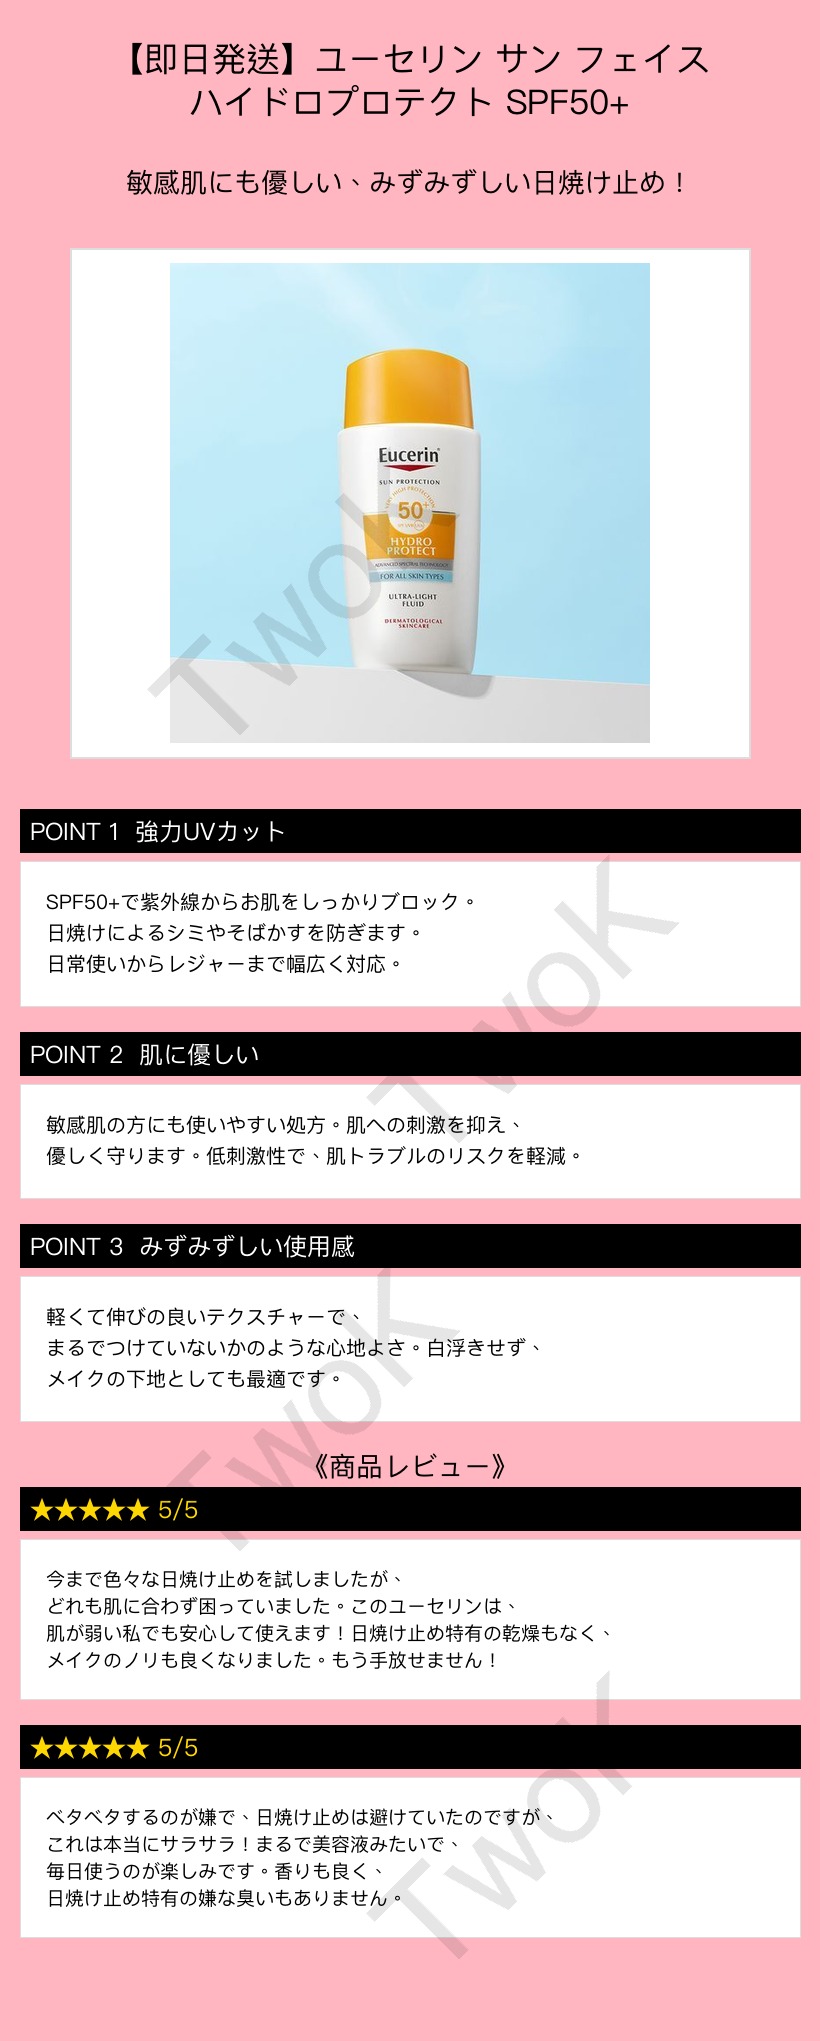 【即日発送】ユーセリン サン フェイス
ハイドロプロテクト SPF50+
敏感肌にも優しい、みずみずしい日焼け止め！
Eucerin
SUN PROTECTION
VERY HIGH PROTECTION
50+
HYDRO
PROTECT
ADVANCED SPECTRAL TECHNOLOGY
FOR ALL SKIN TYPES
ULTRA-LIGHT
FLUID
DERMATOLOGICAL
SKINCARE
TwoK
POINT 1 強力UVカット
SPF50+で紫外線からお肌をしっかりブロック。
日焼けによるシミやそばかすを防ぎます。
日常使いからレジャーまで幅広く対応。
TwoK
POINT 2 肌に優しい
敏感肌の方にも使いやすい処方。肌への刺激を抑え、
優しく守ります。低刺激性で、肌トラブルのリスクを軽減。
POINT 3 みずみずしい使用感
軽くて伸びの良いテクスチャーで、
まるでつけていないかのような心地よさ。白浮きせず、
メイクの下地としても最適です。
TwoK
《商品レビュー》
★★★★★ 5/5
今まで色々な日焼け止めを試しましたが、
どれも肌に合わず困っていました。このユーセリンは、
肌が弱い私でも安心して使えます！日焼け止め特有の乾燥もなく、
メイクのノリも良くなりました。もう手放せません！
★★★★★ 5/5
ベタベタするのが嫌で、日焼け止めは避けていたのですが、
これは本当にサラサラ！まるで美容液みたいで、
毎日使うのが楽しみです。香りも良く、
日焼け止め特有の嫌な臭いもありません。
TwoK